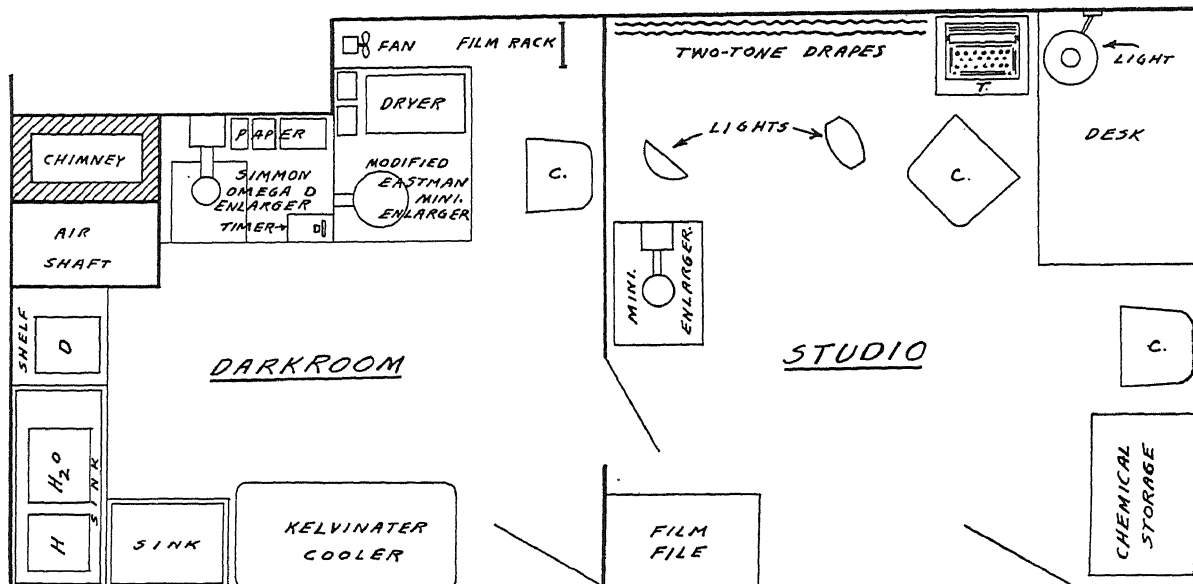 FAN
FILM RACK
TWO-TONE DRAPES
T.
LIGHT
DRYER
DESK
PAPER
LIGHTS
CHIMNEY
SIMMON
OMEGA D
ENLARGER
TIMER
MODIFIED
EASTMAN
MINI.
ENLARGER
C.
C.
AIR
SHAFT
MINI.
ENLARGER.
SHELF
D
DARKROOM
STUDIO
C.
H2O
SINK
H
SINK
KELVINATER
COOLER
FILM
FILE
CHEMICAL
STORAGE